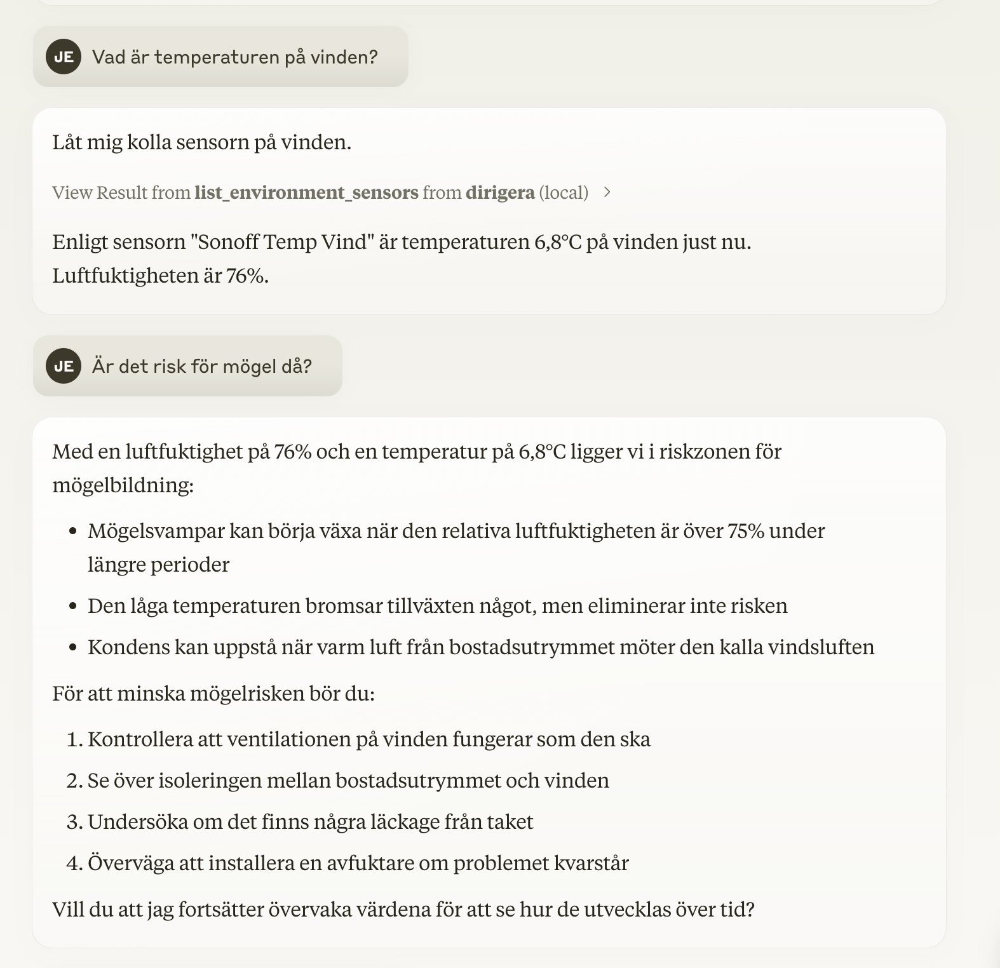 JE Vad är temperaturen på vinden?
Låt mig kolla sensorn på vinden.
View Result from list_environment_sensors from dirigera (local) >
Enligt sensorn "Sonoff Temp Vind" är temperaturen 6,8°C på vinden just nu.
Luftfuktigheten är 76%.
JE Är det risk för mögel då?
Med en luftfuktighet på 76% och en temperatur på 6,8°C ligger vi i riskzonen för
mögelbildning:
• Mögelsvampar kan börja växa när den relativa luftfuktigheten är över 75% under
längre perioder
• Den låga temperaturen bromsar tillväxten något, men eliminerar inte risken
• Kondens kan uppstå när varm luft från bostadsutrymmet möter den kalla vindsluften
För att minska mögelrisken bör du:
1. Kontrollera att ventilationen på vinden fungerar som den ska
2. Se över isoleringen mellan bostadsutrymmet och vinden
3. Undersöka om det finns några läckage från taket
4. Överväga att installera en avfuktare om problemet kvarstår
Vill du att jag fortsätter övervaka värdena för att se hur de utvecklas över tid?